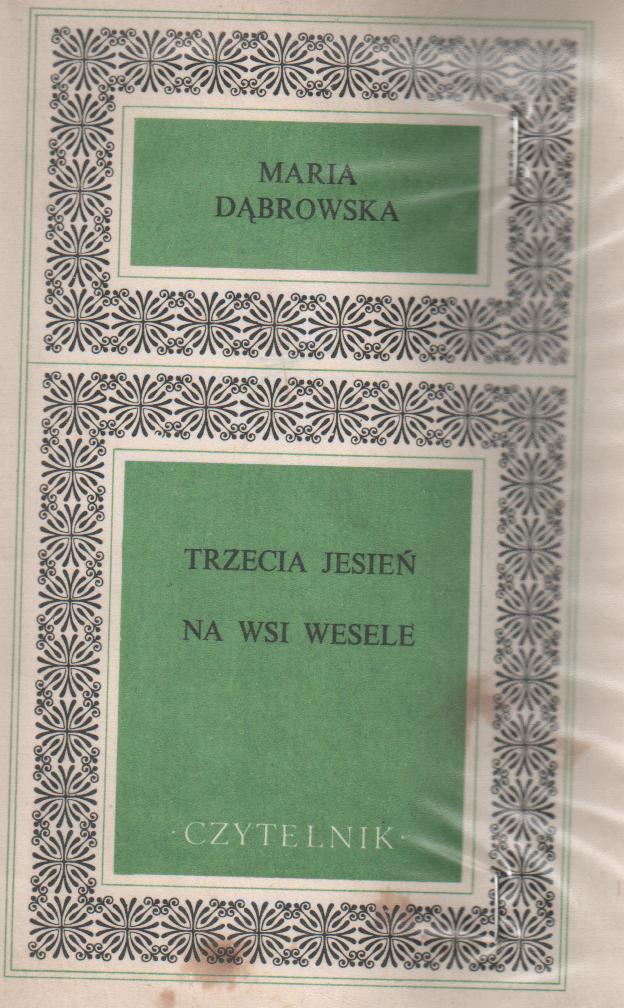 MARIA
DĄBROWSKA
TRZECIA JESIEŃ
NA WSI WESELE
·CZYTELNIK·